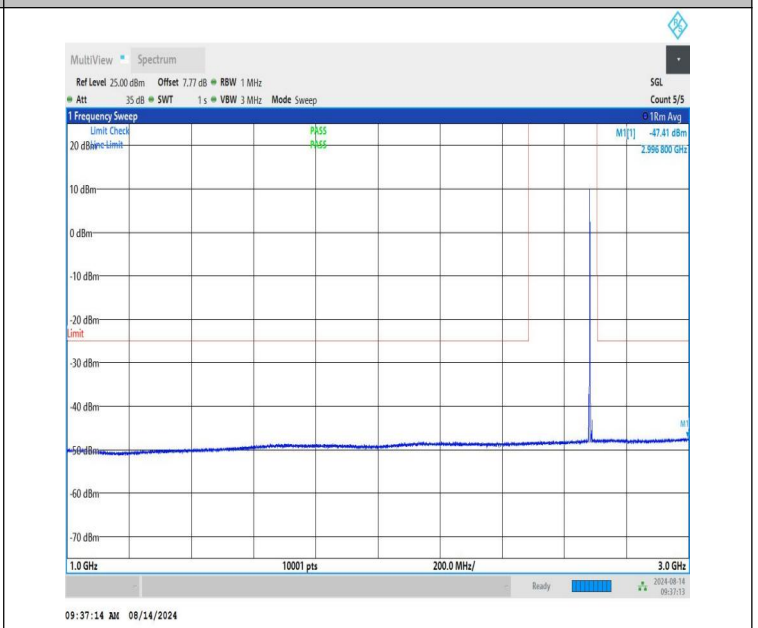 R S
MultiView Spectrum
Ref Level 25.00 dBm Offset 7.77 dB RBW 1 MHz SGL
Att 35 dB SWT 1 s VBW 3 MHz Mode Sweep Count 5/5
1 Frequency Sweep 1Rm Avg
Limit Check PASS M1[1] -47.41 dBm
20 dBm Line Limit PASS 2.996 800 GHz
10 dBm
0 dBm
-10 dBm
-20 dBm
Limit
-30 dBm
-40 dBm
M1
-50 dBm
-60 dBm
-70 dBm
1.0 GHz 10001 pts 200.0 MHz/ 3.0 GHz
Ready 2024-08-14
09:37:13
09:37:14 AM 08/14/2024